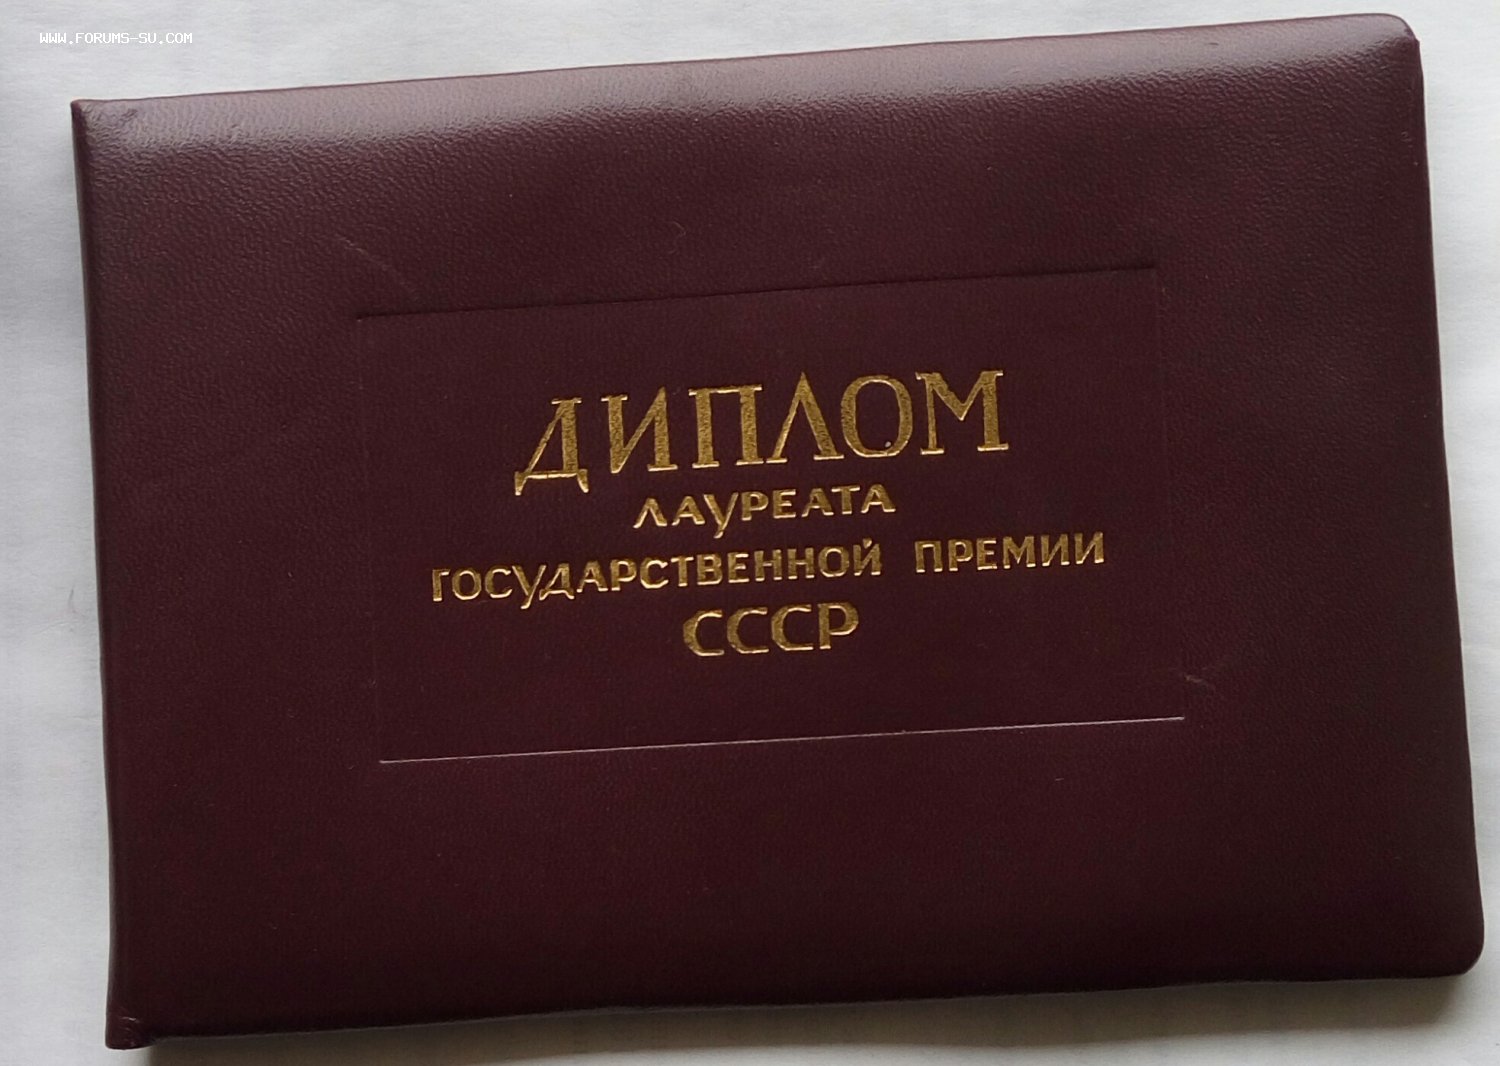 WWW.FORUMS-SU.COM
ДИПЛОМ
ЛАУРЕАТА
ГОСУДАРСТВЕННОЙ ПРЕМИИ
СССР